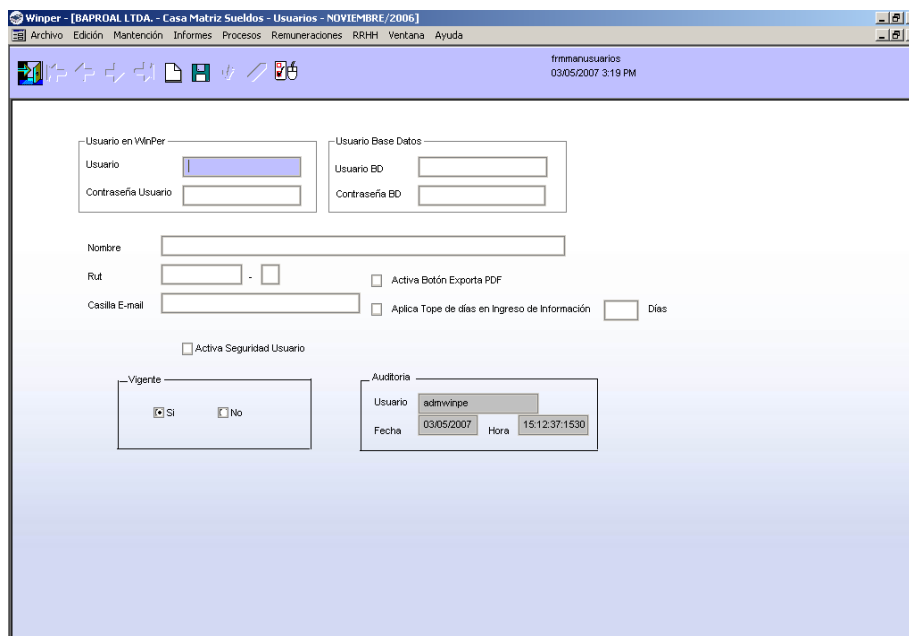 Winper - [BAPROAL LTDA. - Casa Matriz Sueldos - Usuarios - NOVIEMBRE/2006]
Archivo Edición Mantención Informes Procesos Remuneraciones RRHH Ventana Ayuda
frmmanusuarios
03/05/2007 3:19 PM
Usuario en WinPer
Usuario Base Datos
Usuario
Usuario BD
Contraseña Usuario
Contraseña BD
Nombre
Rut -
Activa Botón Exporta PDF
Casilla E-mail
Aplica Tope de días en Ingreso de Información Días
Activa Seguridad Usuario
Vigente
Auditoria
Si No
Usuario admwinpe
Fecha 03/05/2007 Hora 15:12:37:1530